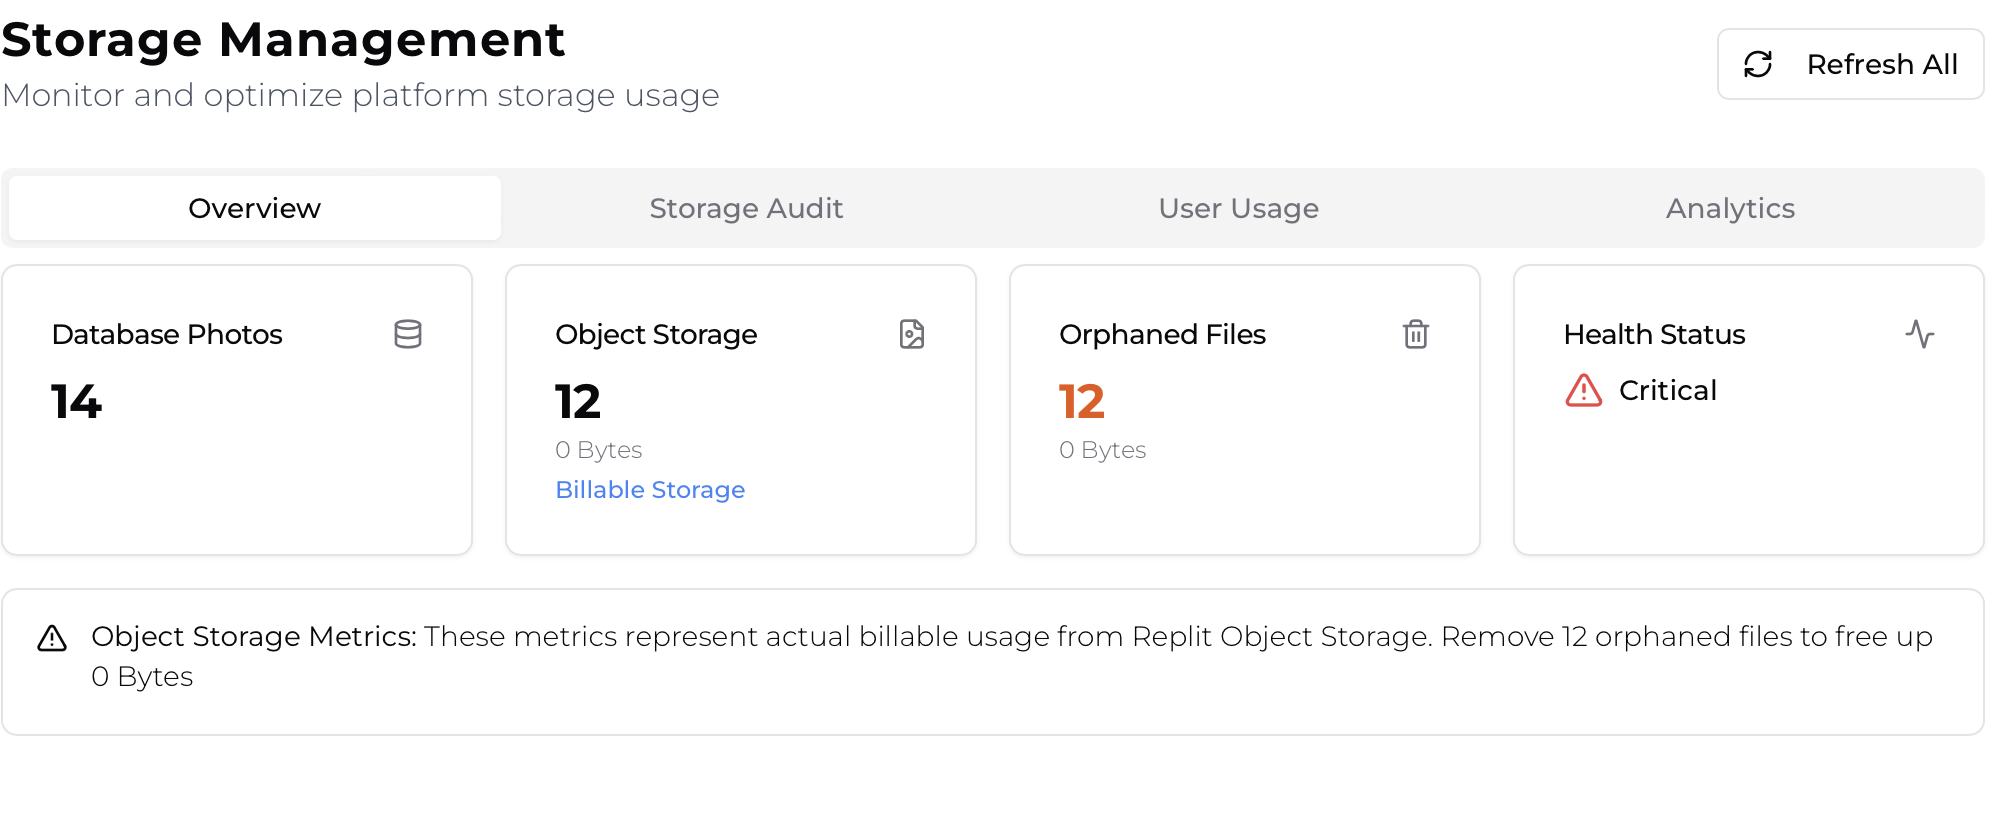 Storage Management
Monitor and optimize platform storage usage
Refresh All
Overview
Storage Audit
User Usage
Analytics
Database Photos
14
Object Storage
12
0 Bytes
Billable Storage
Orphaned Files
12
0 Bytes
Health Status
Critical
Object Storage Metrics: These metrics represent actual billable usage from Replit Object Storage. Remove 12 orphaned files to free up
0 Bytes